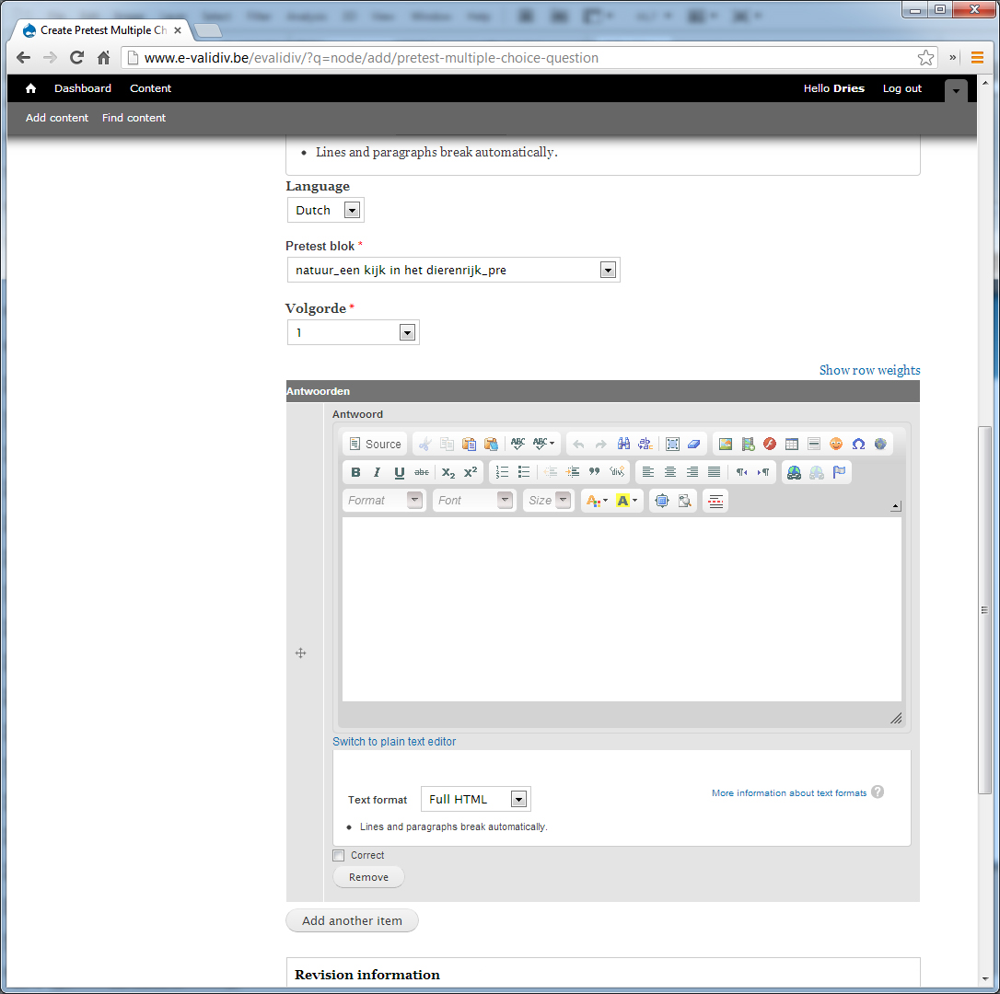 Create Pretest Multiple Ch
www.e-validiv.be/evalidiv/?q=node/add/pretest-multiple-choice-question
Dashboard Content Hello Dries Log out
Add content Find content
Lines and paragraphs break automatically.
Language
Dutch
Pretest blok *
natuur_een kijk in het dierenrijk_pre
Volgorde *
1
Show row weights
Antwoorden
Antwoord
Source ABC ABC
B I U abc X2 X2
Format Font Size A A
Switch to plain text editor
Text format Full HTML More information about text formats ?
Lines and paragraphs break automatically.
Correct
Remove
Add another item
Revision information